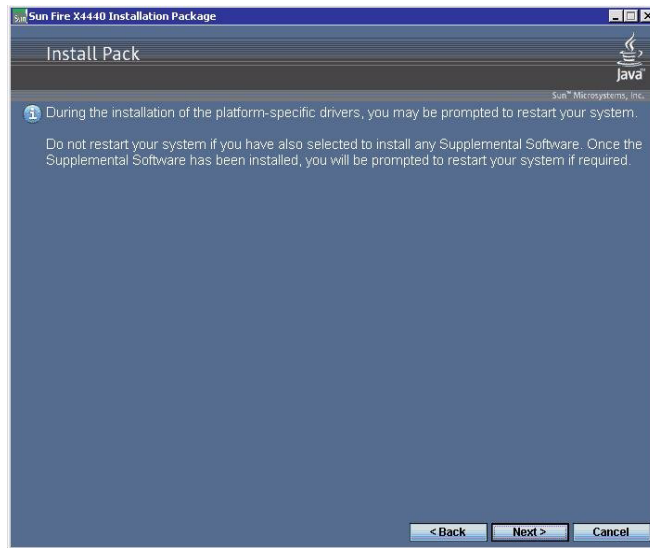 Sun Fire X4440 Installation Package
Install Pack
Java
Sun™ Microsystems, Inc.
During the installation of the platform-specific drivers, you may be prompted to restart your system.
Do not restart your system if you have also selected to install any Supplemental Software. Once the
Supplemental Software has been installed, you will be prompted to restart your system if required.
< Back
Next >
Cancel